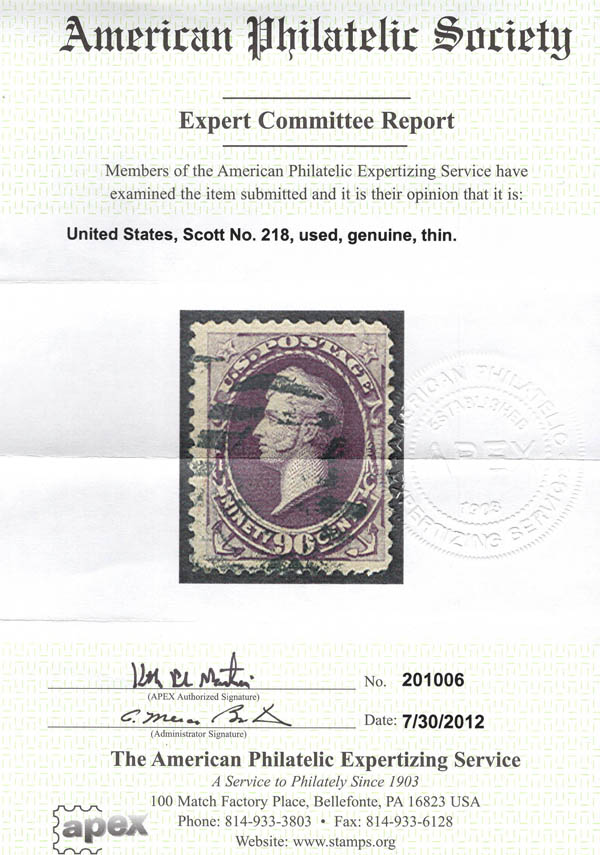 American Philatelic Society
Expert Committee Report
Members of the American Philatelic Expertizing Service have
examined the item submitted and it is their opinion that it is:
United States, Scott No. 218, used, genuine, thin.
U.S. POSTAGE
NINETY 90 CENTS
AMERICAN PHILATELIC
ESTABLISHED
APEX
1903
EXPERTIZING SERVICE
(APEX Authorized Signature)
No. 201006
(Administrator Signature)
Date: 7/30/2012
The American Philatelic Expertizing Service
A Service to Philately Since 1903
100 Match Factory Place, Bellefonte, PA 16823 USA
Phone: 814-933-3803 • Fax: 814-933-6128
Website: www.stamps.org
apex